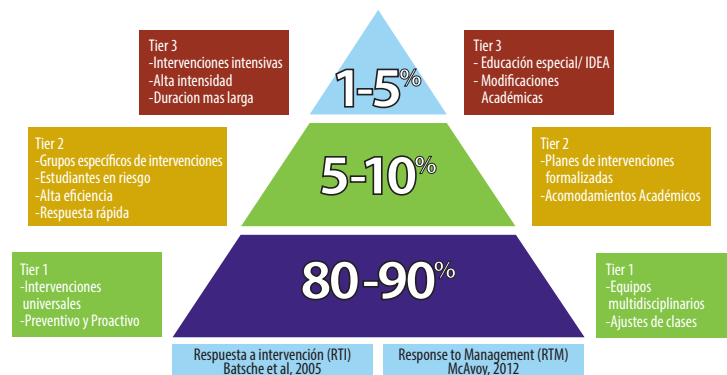 Tier 3
-Intervenciones intensivas
-Alta intensidad
-Duracion mas larga
1-5%
Tier 3
- Educación especial/ IDEA
- Modificaciones
Académicas
Tier 2
-Grupos específicos de intervenciones
-Estudiantes en riesgo
-Alta eficiencia
-Respuesta rápida
5-10%
Tier 2
-Planes de intervenciones
formalizadas
-Acomodamientos Académicos
Tier 1
-Intervenciones
universales
-Preventivo y Proactivo
80-90%
Tier 1
-Equipos
multidisciplinarios
-Ajustes de clases
Respuesta a intervención (RTI)
Batsche et al, 2005
Response to Management (RTM)
McAvoy, 2012